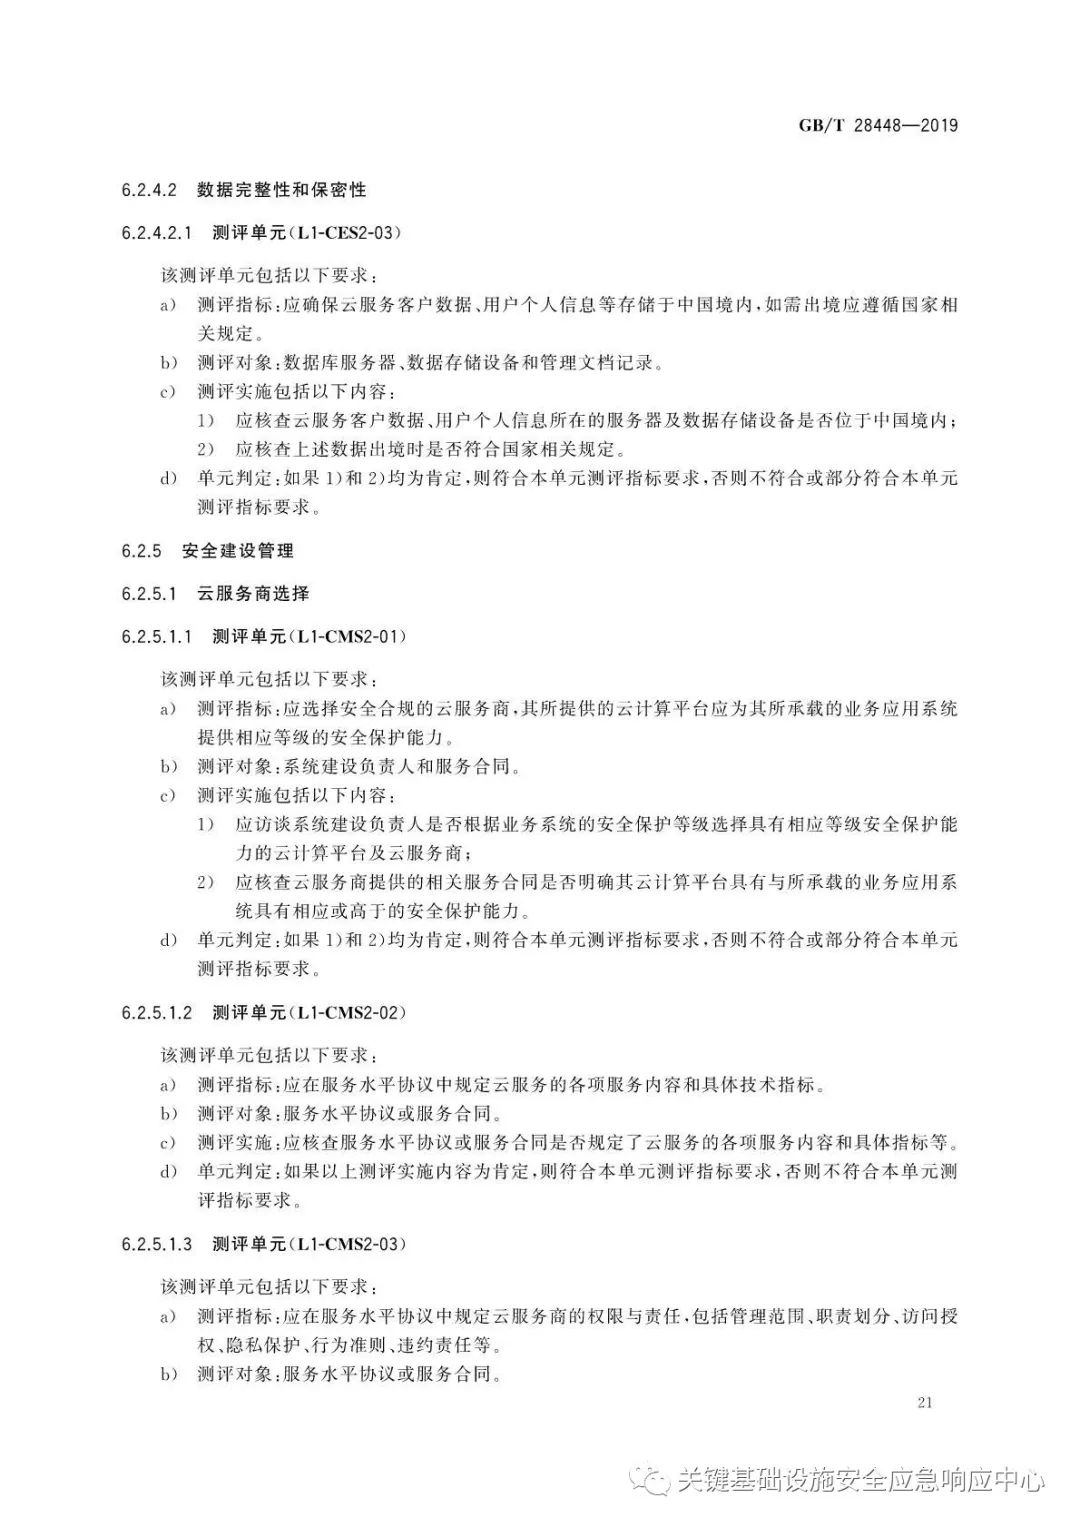 GB/T 28448—2019
6.2.4.2 数据完整性和保密性
6.2.4.2.1 测评单元(L1-CES2-03)
该测评单元包括以下要求:
a) 测评指标:应确保云服务客户数据、用户个人信息等存储于中国境内,如需出境应遵循国家相
关规定。
b) 测评对象:数据库服务器、数据存储设备和管理文档记录。
c) 测评实施包括以下内容:
1) 应核查云服务客户数据、用户个人信息所在的服务器及数据存储设备是否位于中国境内;
2) 应核查上述数据出境时是否符合国家相关规定。
d) 单元判定:如果 1)和 2)均为肯定,则符合本单元测评指标要求,否则不符合或部分符合本单元
测评指标要求。
6.2.5 安全建设管理
6.2.5.1 云服务商选择
6.2.5.1.1 测评单元(L1-CMS2-01)
该测评单元包括以下要求:
a) 测评指标:应选择安全合规的云服务商,其所提供的云计算平台应为其所承载的业务应用系统
提供相应等级的安全保护能力。
b) 测评对象:系统建设负责人和服务合同。
c) 测评实施包括以下内容:
1) 应访谈系统建设负责人是否根据业务系统的安全保护等级选择具有相应等级安全保护能
力的云计算平台及云服务商;
2) 应核查云服务商提供的相关服务合同是否明确其云计算平台具有与所承载的业务应用系
统具有相应或高于的安全保护能力。
d) 单元判定:如果 1)和 2)均为肯定,则符合本单元测评指标要求,否则不符合或部分符合本单元
测评指标要求。
6.2.5.1.2 测评单元(L1-CMS2-02)
该测评单元包括以下要求:
a) 测评指标:应在服务水平协议中规定云服务的各项服务内容和具体技术指标。
b) 测评对象:服务水平协议或服务合同。
c) 测评实施:应核查服务水平协议或服务合同是否规定了云服务的各项服务内容和具体指标等。
d) 单元判定:如果以上测评实施内容为肯定,则符合本单元测评指标要求,否则不符合本单元测
评指标要求。
6.2.5.1.3 测评单元(L1-CMS2-03)
该测评单元包括以下要求:
a) 测评指标:应在服务水平协议中规定云服务商的权限与责任,包括管理范围、职责划分、访问授
权、隐私保护、行为准则、违约责任等。
b) 测评对象:服务水平协议或服务合同。
21
关键基础设施安全应急响应中心